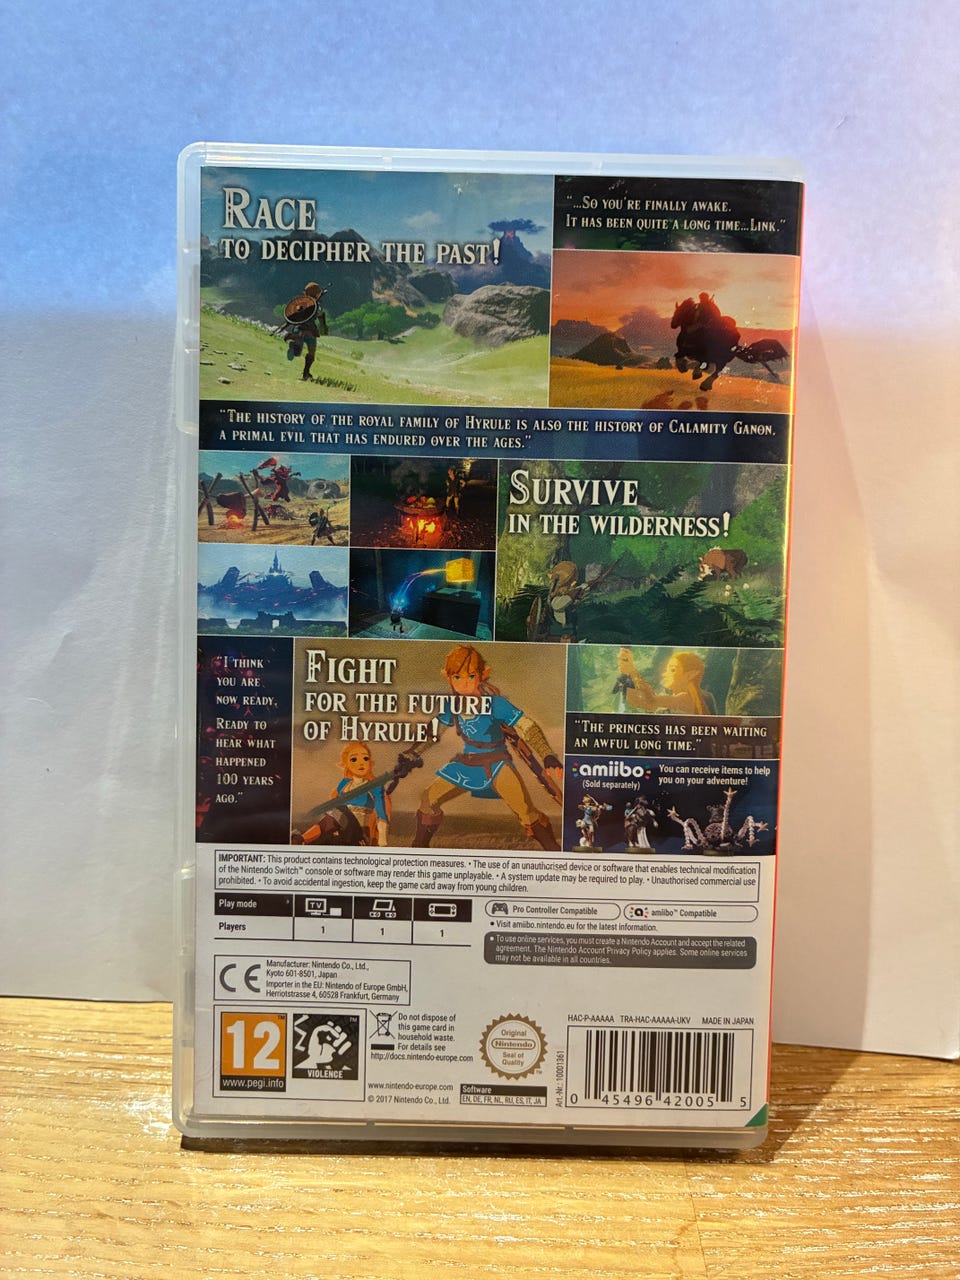 RACE
TO DECIPHER THE PAST!
"...SO YOU'RE FINALLY AWAKE.
IT HAS BEEN QUITE A LONG TIME...LINK."
"THE HISTORY OF THE ROYAL FAMILY OF HYRULE IS ALSO THE HISTORY OF CALAMITY GANON,
A PRIMAL EVIL THAT HAS ENDURED OVER THE AGES."
SURVIVE
IN THE WILDERNESS!
"I THINK
YOU ARE
NOW READY.
READY TO
HEAR WHAT
HAPPENED
100 YEARS
AGO."
FIGHT
FOR THE FUTURE
OF HYRULE!
"THE PRINCESS HAS BEEN WAITING
AN AWFUL LONG TIME."
amiibo™
(Sold separately)
You can receive items to help
you on your adventure!
IMPORTANT: This product contains technological protection measures. • The use of an unauthorised device or software that enables technical modification
of the Nintendo Switch™ console or software may render this game unplayable. • A system update may be required to play. • Unauthorised commercial use
prohibited. • To avoid accidental ingestion, keep the game card away from young children.
Play mode
TV
Players
1
1
1
Pro Controller Compatible
amiibo™ Compatible
• Visit amiibo.nintendo.eu for the latest information.
• To use online services, you must create a Nintendo Account and accept the related
agreement. The Nintendo Account Privacy Policy applies. Some online services
may not be available in all countries.
CE
Manufacturer: Nintendo Co., Ltd.,
Kyoto 601-8501, Japan
Importer in the EU: Nintendo of Europe GmbH,
Herriotstrasse 4, 60528 Frankfurt, Germany
12
™
www.pegi.info
™
VIOLENCE
Do not dispose of
this game card in
household waste.
For details see
http://docs.nintendo-europe.com
www.nintendo-europe.com
© 2017 Nintendo Co., Ltd.
Original
Nintendo
Seal of
Quality
Software
EN, DE, FR, NL, RU, ES, IT, JA
HAC-P-AAAAA TRA-HAC-AAAAA-UKV MADE IN JAPAN
Art.-Nr.: 10001361
0 45496 42005 5